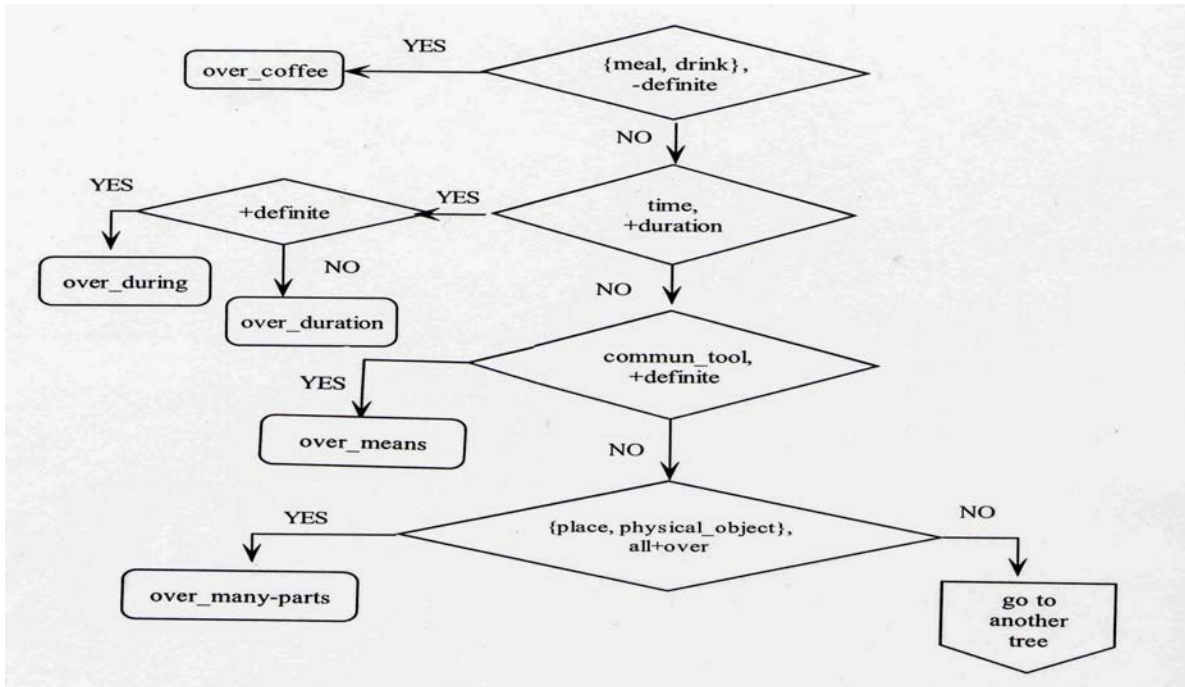 YES
over_coffee
{meal, drink},
-definite
NO
YES
+definite
YES
time,
+duration
over_during
NO
over_duration
NO
commun_tool,
+definite
YES
over_means
NO
YES
{place, physical_object},
all+over
NO
over_many-parts
go to
another
tree